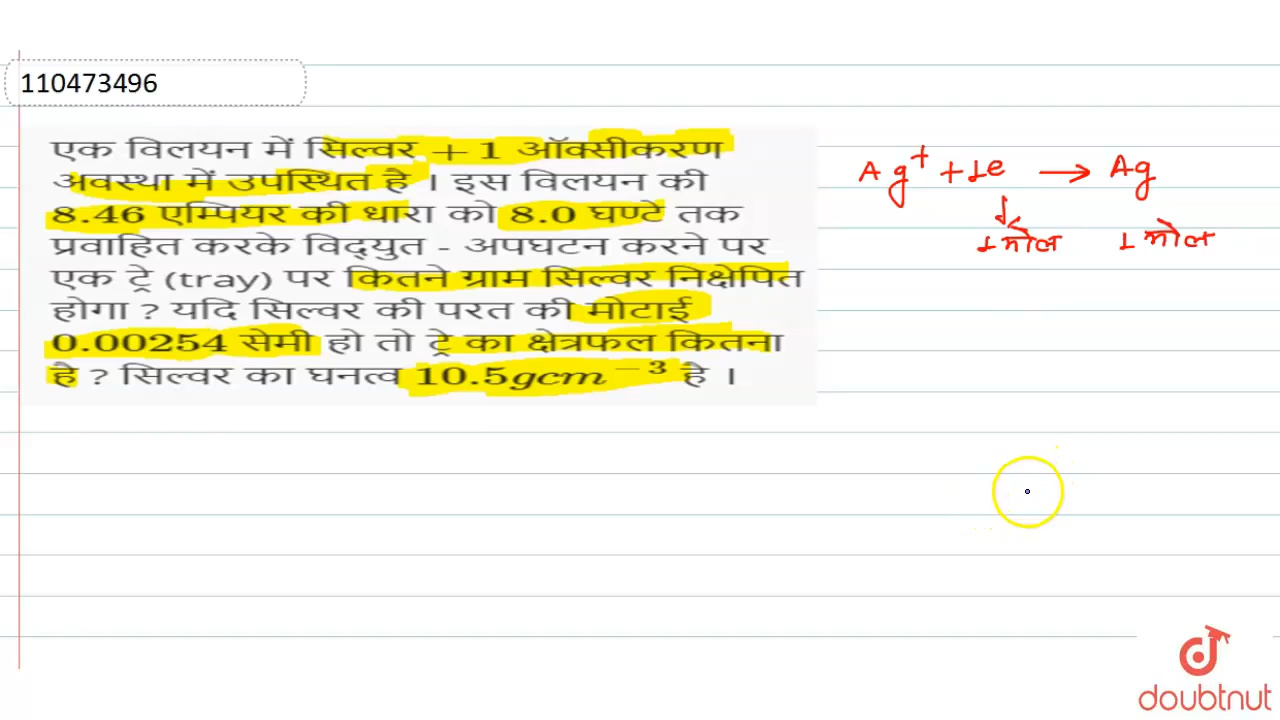 110473496
एक विलयन में सिल्वर +1 ऑक्सीकरण
अवस्था में उपस्थित है । इस विलयन की
8.46 एम्पियर की धारा को 8.0 घण्टे तक
प्रवाहित करके विद्युत - अपघटन करने पर
एक ट्रे (tray) पर कितने ग्राम सिल्वर निक्षेपित
होगा ? यदि सिल्वर की परत की मोटाई
0.00254 सेमी हो तो ट्रे का क्षेत्रफल कितना
है ? सिल्वर का घनत्व 10.5gcm⁻³ है ।
Ag⁺ + 1e → Ag
1 मोल 1 मोल
doubtnut